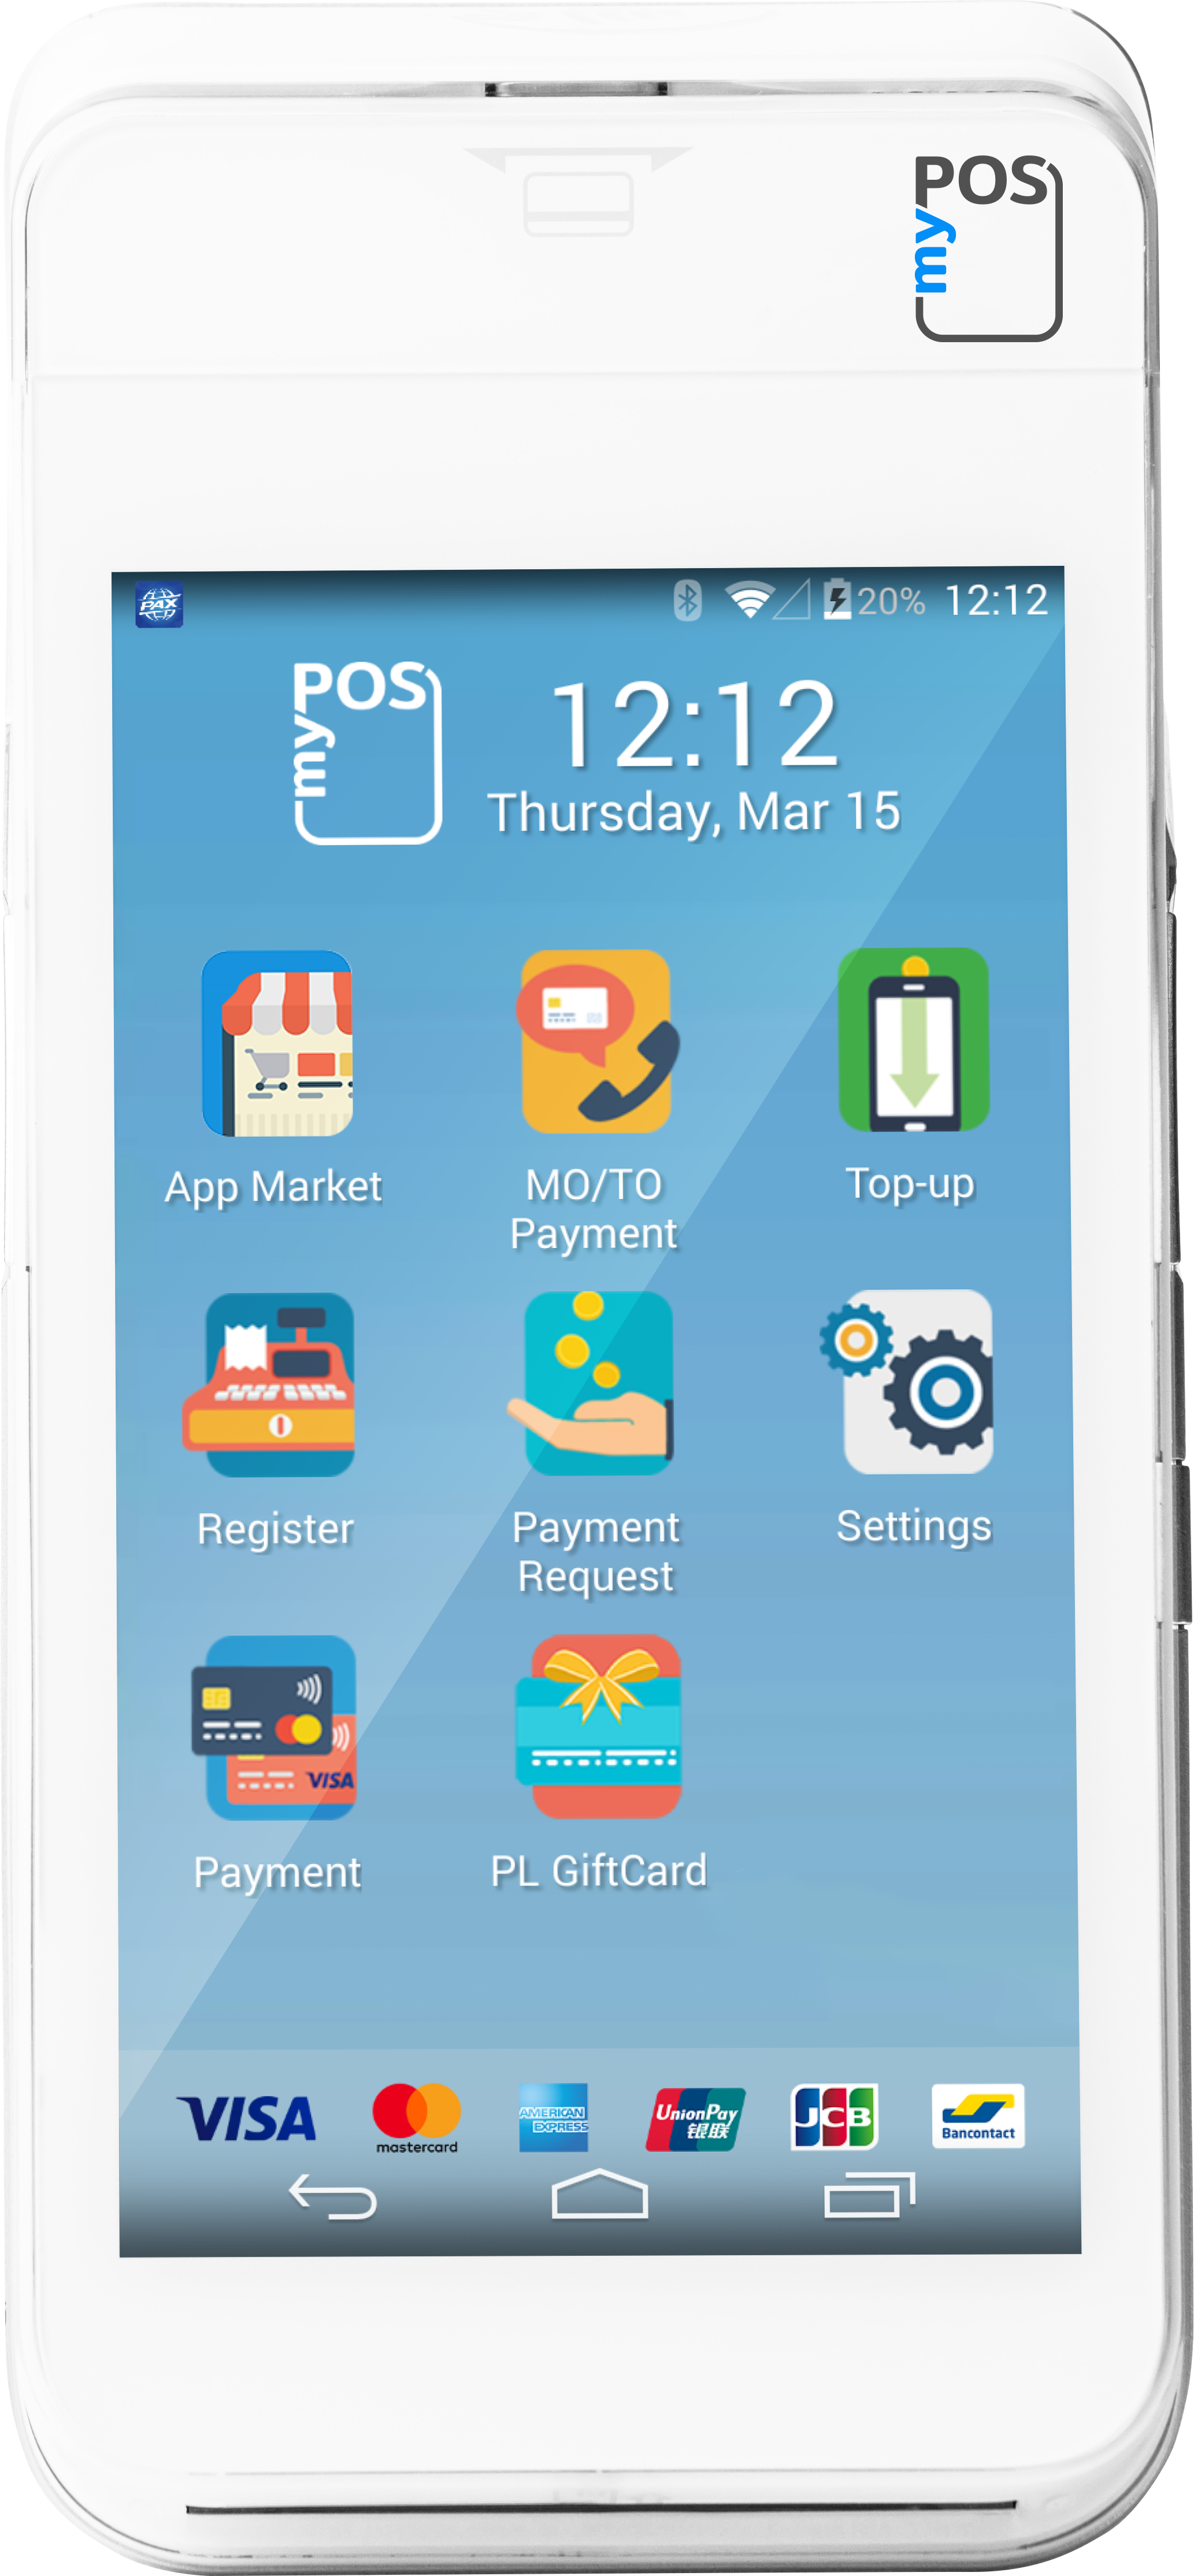 myPOS
PAX
20% 12:12
myPOS
12:12
Thursday, Mar 15
App Market
MO/TO
Payment
Top-up
Register
Payment
Request
Settings
VISA
Payment
PL GiftCard
VISA
mastercard
AMERICAN
EXPRESS
UnionPay
银联
JCB
Bancontact